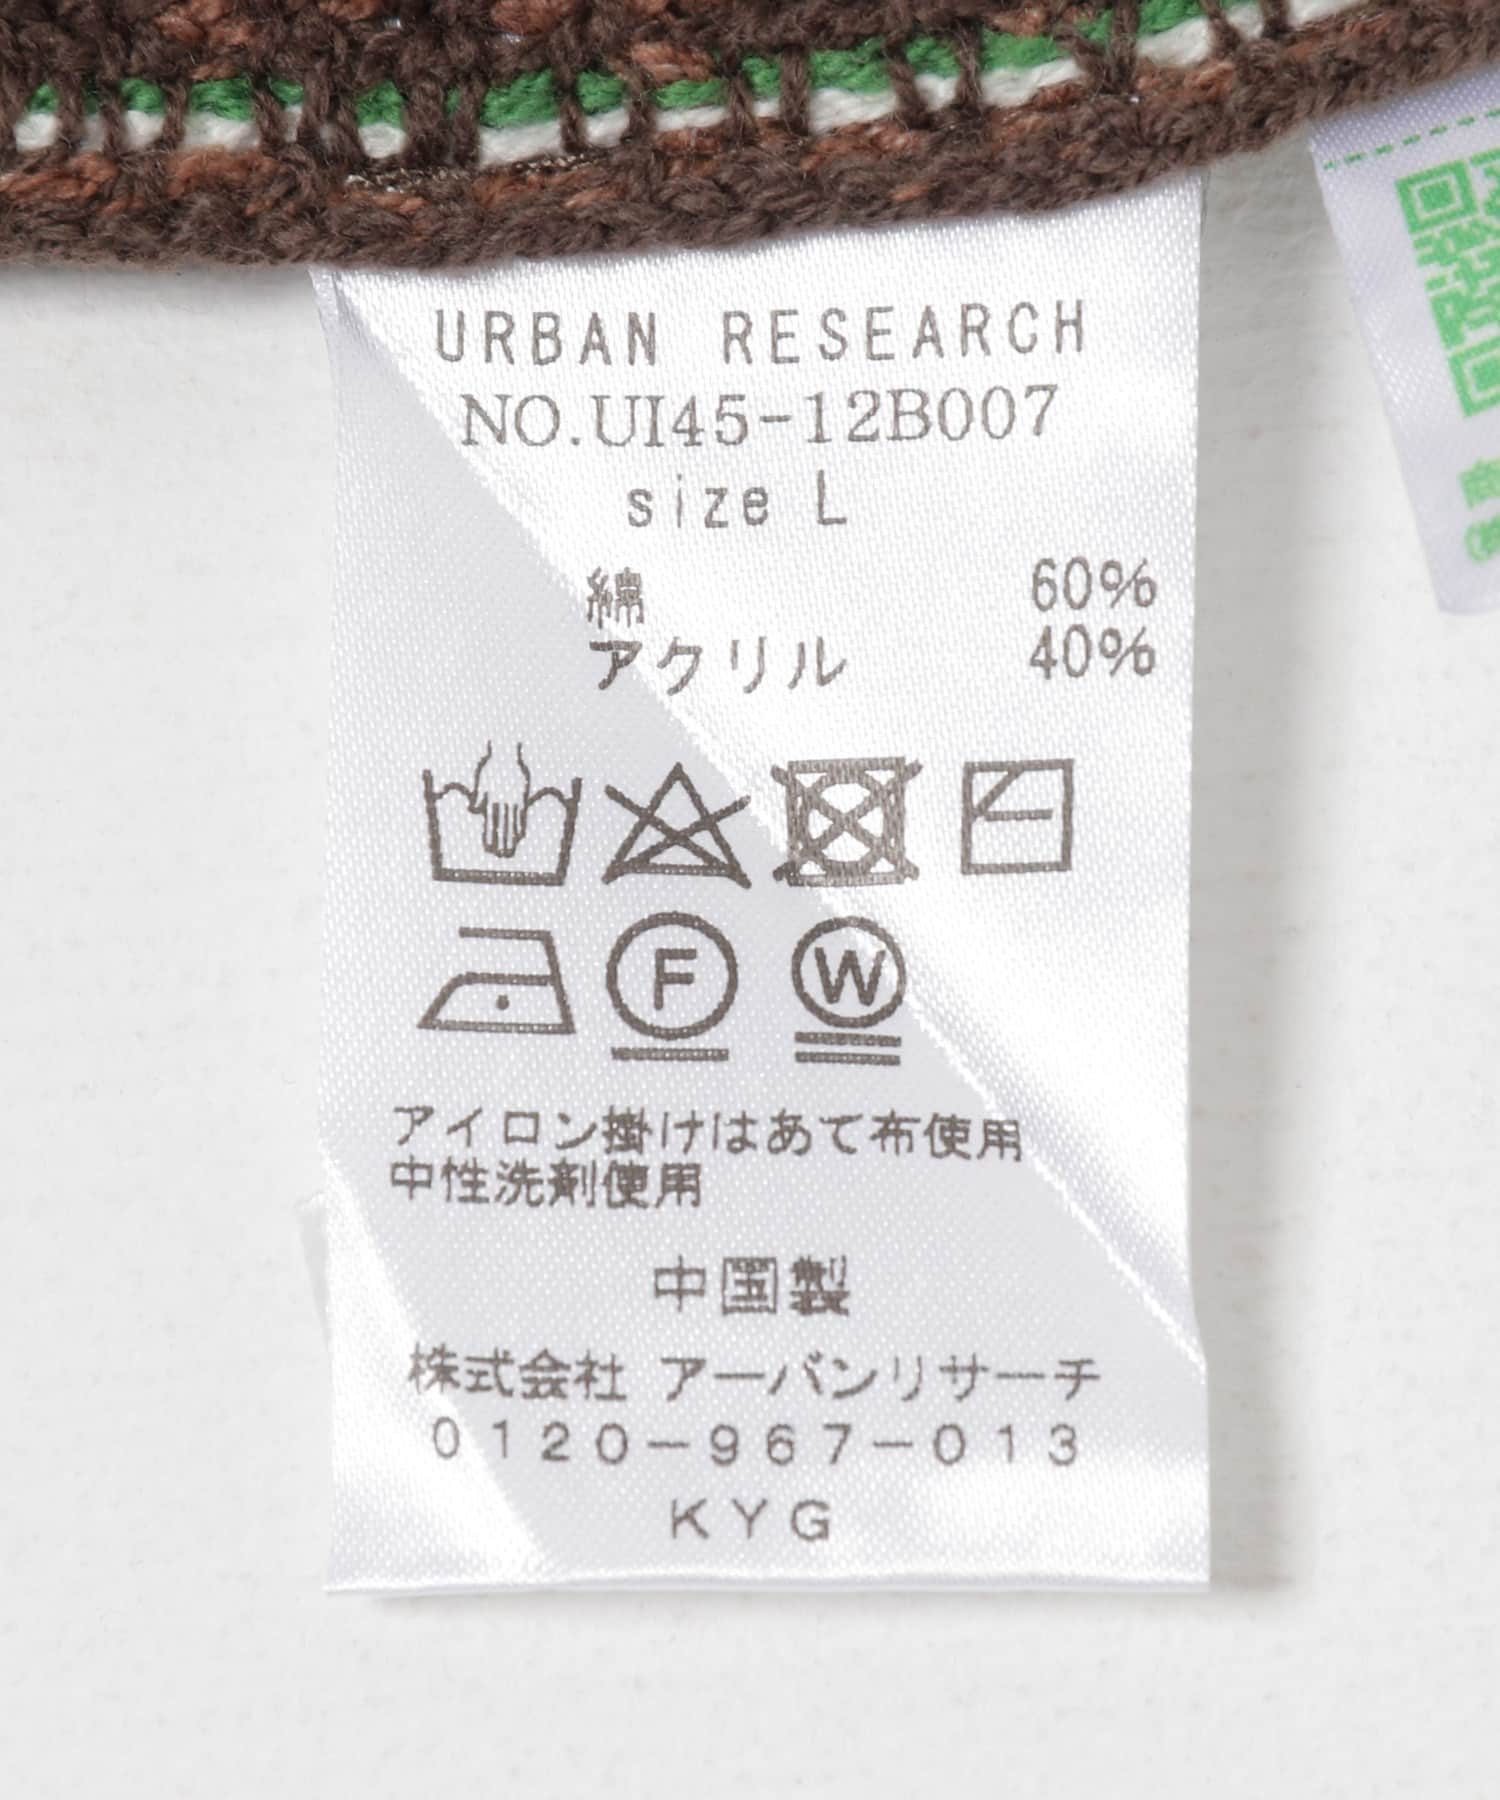 URBAN RESEARCH
NO.UI45-12B007
size L
綿 60%
アクリル 40%
F W
アイロン掛けはあて布使用
中性洗剤使用
中国製
株式会社 アーバンリサーチ
0120-967-013
KYG